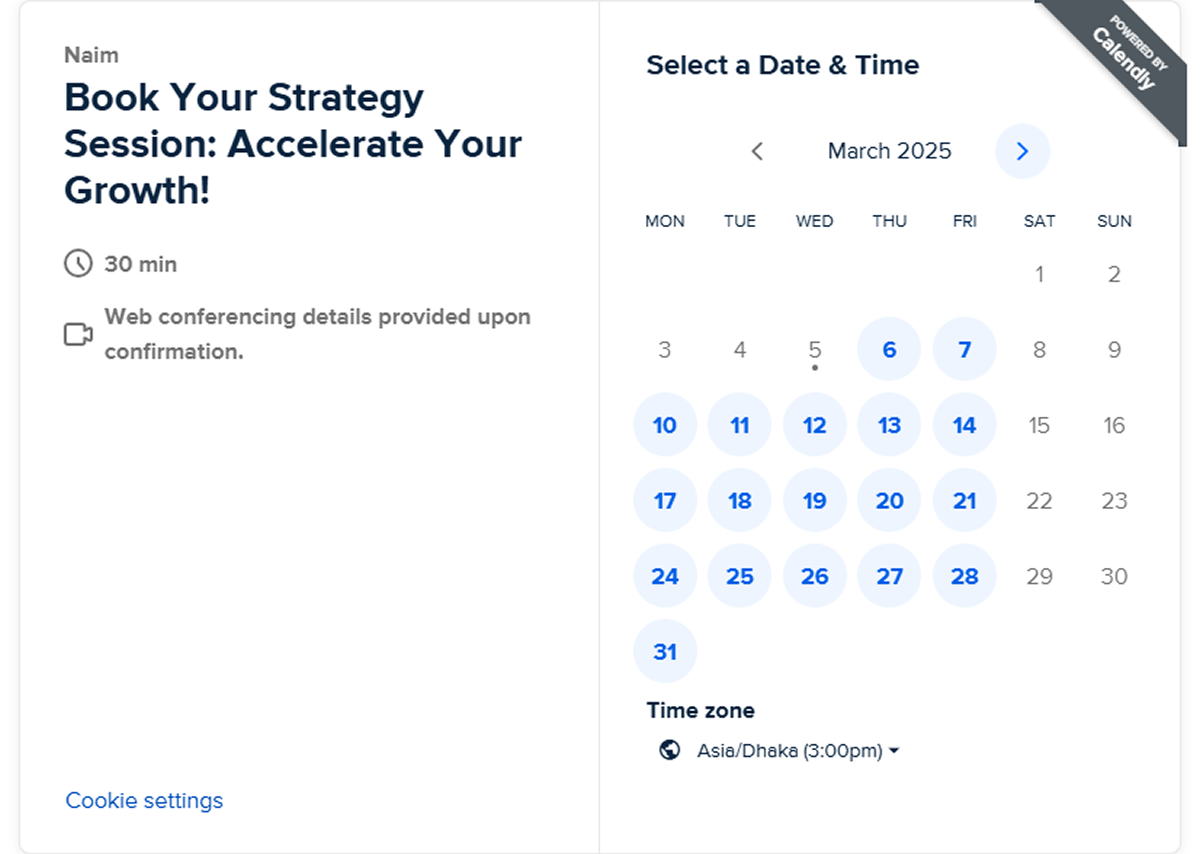 Naim
Book Your Strategy
Session: Accelerate Your
Growth!
30 min
Web conferencing details provided upon
confirmation.
Cookie settings
POWERED BY
Calendly
Select a Date & Time
March 2025
MON TUE WED THU FRI SAT SUN
1 2
3 4 5 6 7 8 9
10 11 12 13 14 15 16
17 18 19 20 21 22 23
24 25 26 27 28 29 30
31
Time zone
Asia/Dhaka (3:00pm)